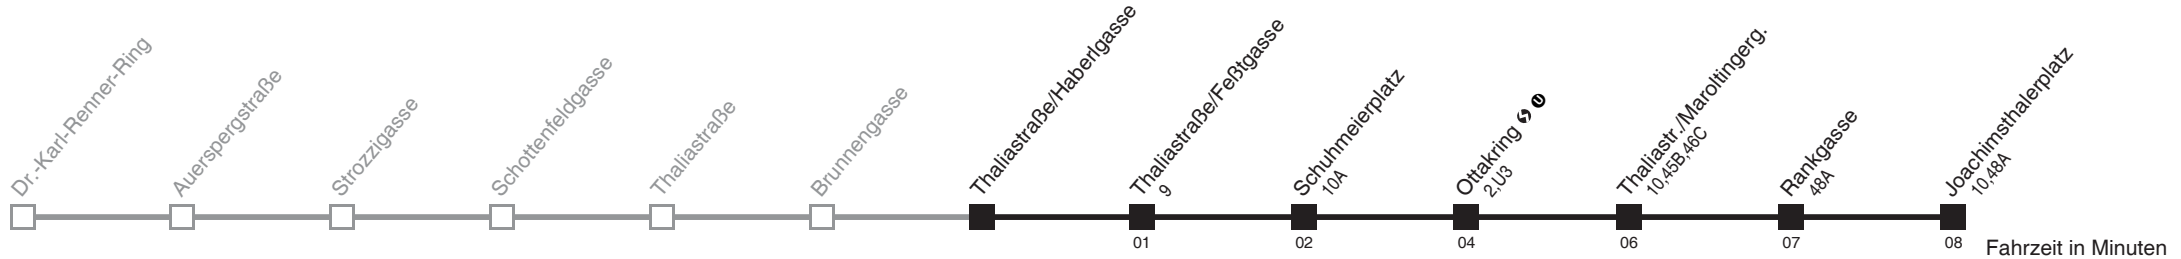 Dr.-Karl-Renner-Ring
Auerspergstraße
Strozzigasse
Schottenfeldgasse
Thaliastraße
Brunnengasse
Thaliastraße/Haberlgasse
Thaliastraße/Feßtgasse
9
Schuhmeierplatz
10A
Ottakring S U
2,U3
Thaliastr./Maroltingerg.
10,45B,46C
Rankgasse
48A
Joachimsthalerplatz
10,48A
01
02
04
06
07
08
Fahrzeit in Minuten